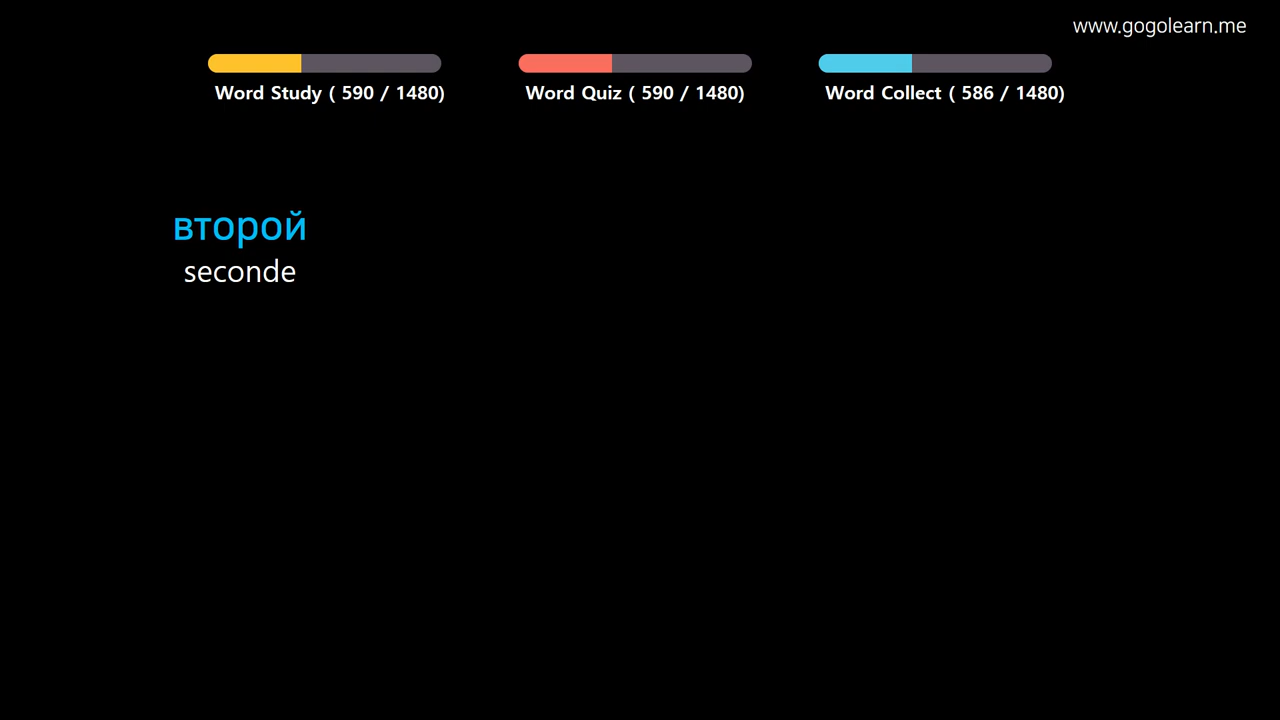 www.gogolearn.me
Word Study ( 590 / 1480)
Word Quiz ( 590 / 1480)
Word Collect ( 586 / 1480)
второй
seconde